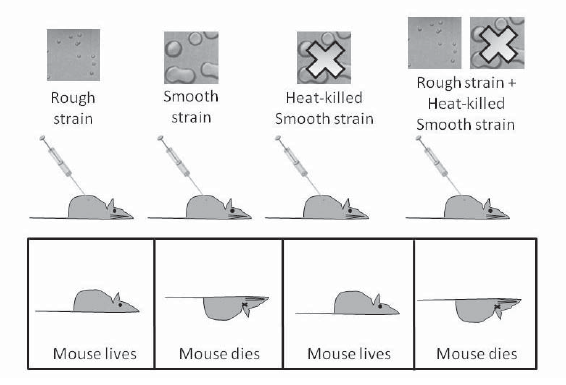 Rough
strain
Smooth
strain
Heat-killed
Smooth strain
Rough strain +
Heat-killed
Smooth strain
Mouse lives
Mouse dies
Mouse lives
Mouse dies